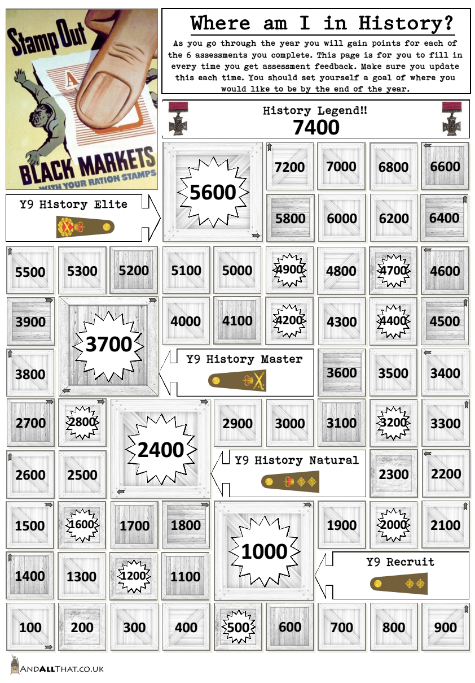 Stamp Out
BLACK MARKETS
WITH YOUR RATION STAMPS
Where am I in History?
As you go through the year you will gain points for each of
the 6 assessments you complete. This page is for you to fill in
every time you get assessment feedback. Make sure you update
this each time. You should set yourself a goal of where you
would like to be by the end of the year.
History Legend!!
7400
5600 7200 7000 6800 6600
Y9 History Elite
5800 6000 6200 6400
5500 5300 5200 5100 5000 4900 4800 4700 4600
3900 3700 4000 4100 4200 4300 4400 4500
3800 Y9 History Master 3600 3500 3400
2700 2800 2400 2900 3000 3100 3200 3300
2600 2500 Y9 History Natural 2300 2200
1500 1600 1700 1800 1000 1900 2000 2100
1400 1300 1200 1100 Y9 Recruit
100 200 300 400 500 600 700 800 900
ANDALLTHAT.CO.UK